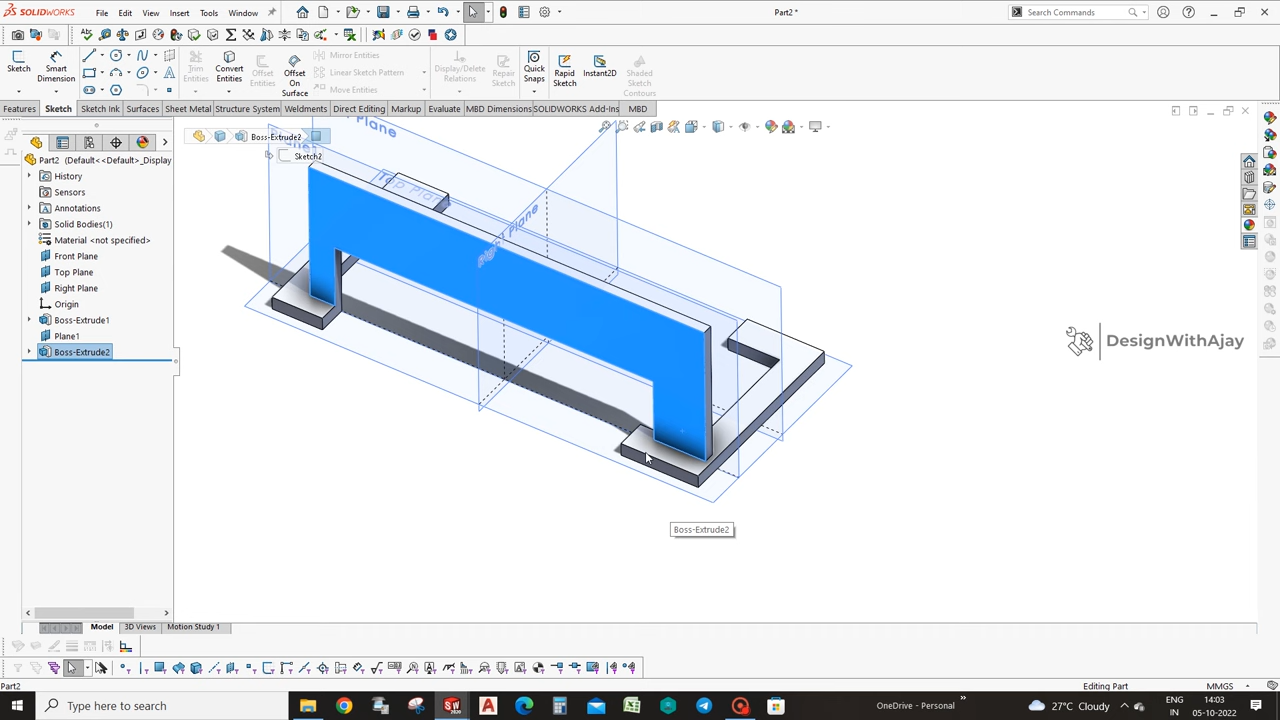 SOLIDWORKS
File
Edit
View
Insert
Tools
Window
Part2 *
Search Commands
Sketch
Smart
Dimension
Trim
Entities
Convert
Entities
Offset
Entities
Offset
On
Surface
Mirror Entities
Linear Sketch Pattern
Move Entities
Display/Delete
Relations
Repair
Sketch
Quick
Snaps
Rapid
Sketch
Instant2D
Shaded
Sketch
Contours
Features
Sketch
Sketch Ink
Surfaces
Sheet Metal
Structure System
Weldments
Direct Editing
Markup
Evaluate
MBD Dimensions
SOLIDWORKS Add-Ins
MBD
Boss-Extrude2
Sketch2
Plane
Top Plane
Right Plane
Part2 (Default<<Default>_Display
History
Sensors
Annotations
Solid Bodies(1)
Material <not specified>
Front Plane
Top Plane
Right Plane
Origin
Boss-Extrude1
Plane1
Boss-Extrude2
DesignWithAjay
Boss-Extrude2
Model
3D Views
Motion Study 1
Part2
Editing Part
MMGS
Type here to search
OneDrive - Personal
27°C Cloudy
ENG
IN
14:03
05-10-2022